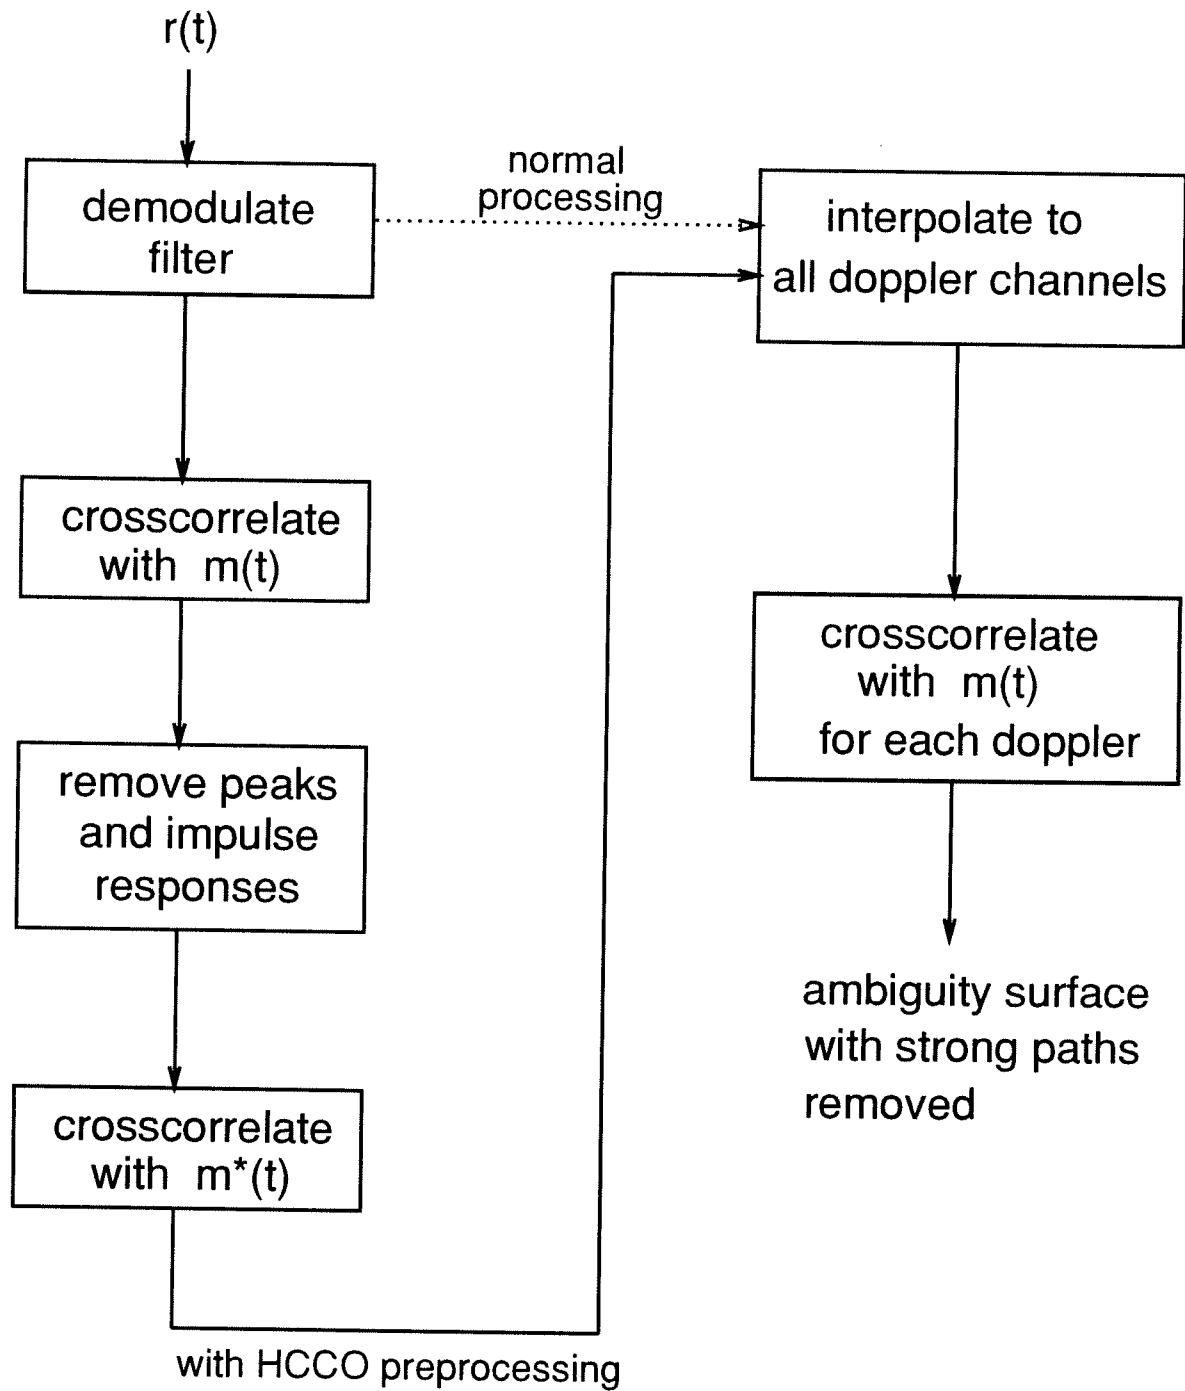 r(t)
demodulate
filter
normal
processing
interpolate to
all doppler channels
crosscorrelate
with m(t)
remove peaks
and impulse
responses
crosscorrelate
with m*(t)
with HCCO preprocessing
crosscorrelate
with m(t)
for each doppler
ambiguity surface
with strong paths
removed